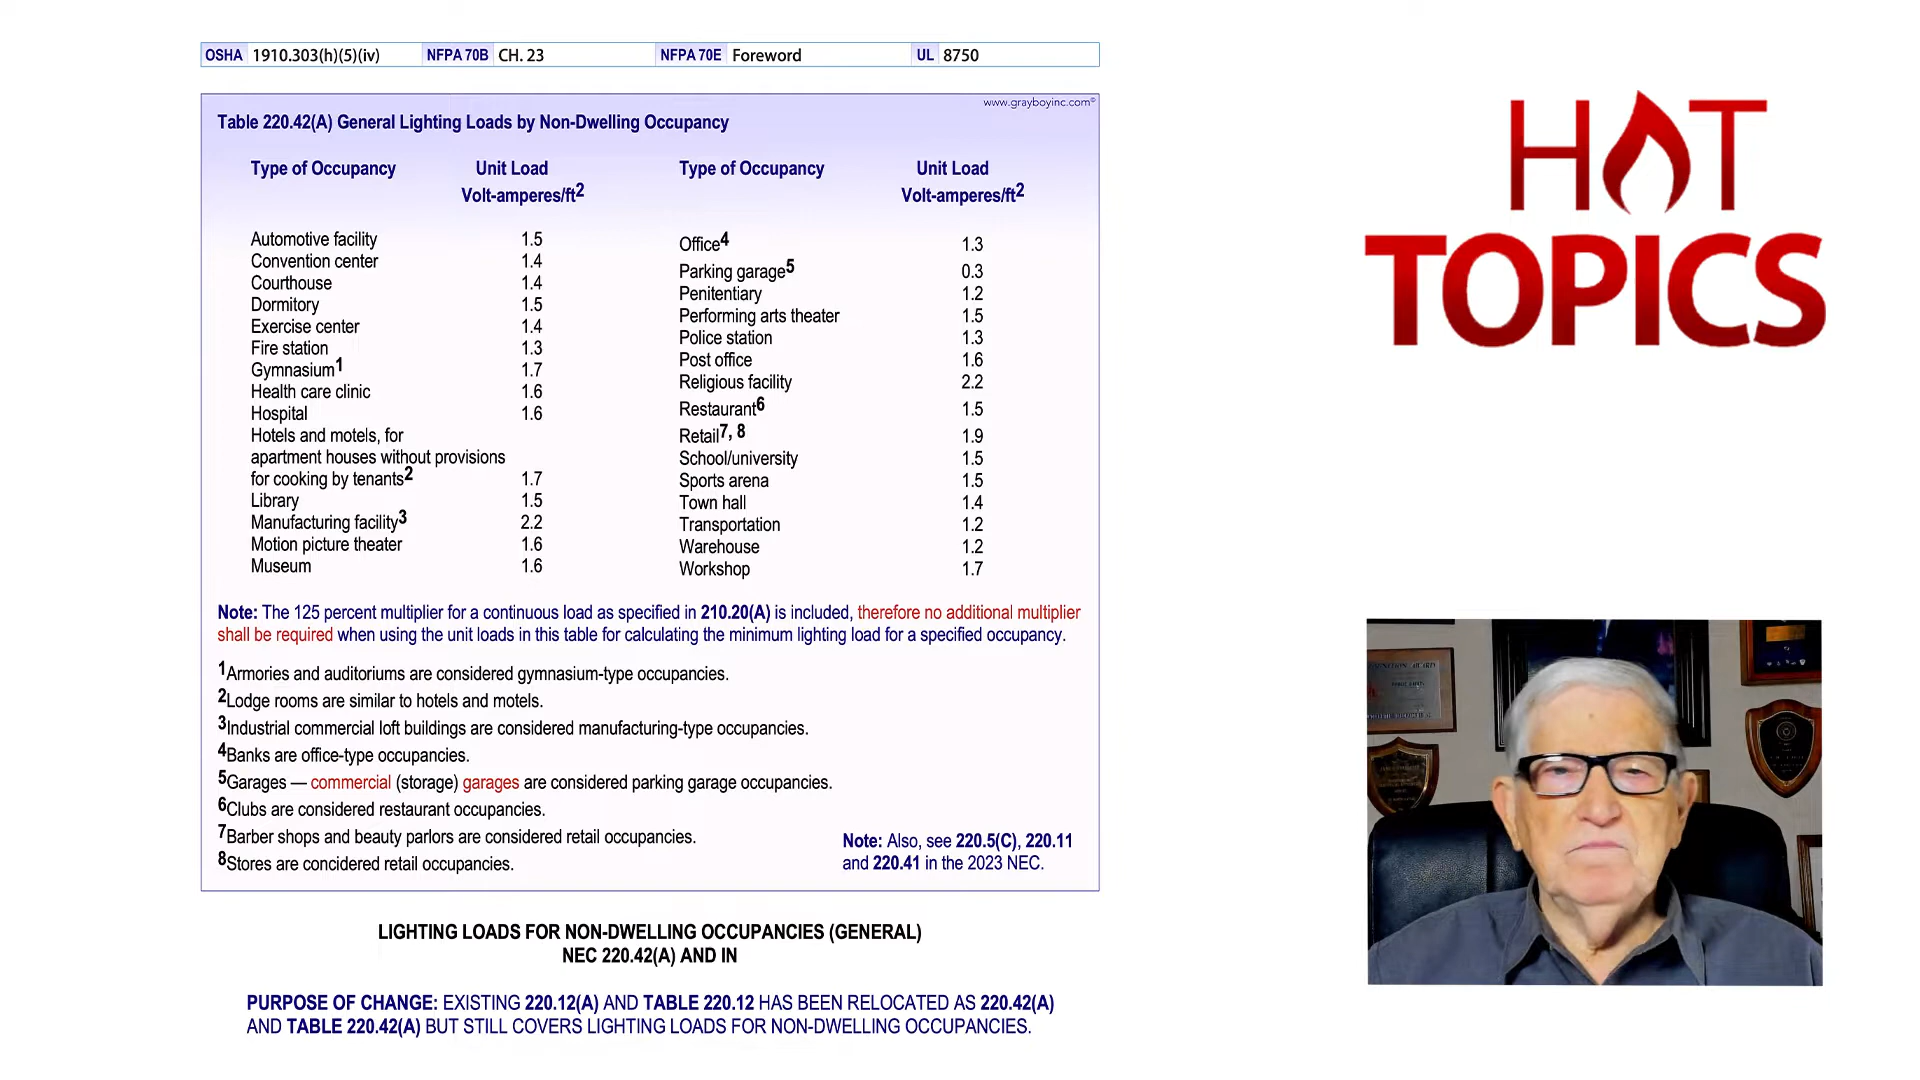 OSHA 1910.303(h)(5)(iv) NFPA 70B CH. 23 NFPA 70E Foreword UL 8750
www.grayboyinc.com©
Table 220.42(A) General Lighting Loads by Non-Dwelling Occupancy
Type of Occupancy Unit Load Type of Occupancy Unit Load
Volt-amperes/ft2 Volt-amperes/ft2
Automotive facility 1.5
Convention center 1.4
Courthouse 1.4
Dormitory 1.5
Exercise center 1.4
Fire station 1.3
Gymnasium1 1.7
Health care clinic 1.6
Hospital 1.6
Hotels and motels, for
apartment houses without provisions
for cooking by tenants2 1.7
Library 1.5
Manufacturing facility3 2.2
Motion picture theater 1.6
Museum 1.6
Office4 1.3
Parking garage5 0.3
Penitentiary 1.2
Performing arts theater 1.5
Police station 1.3
Post office 1.6
Religious facility 2.2
Restaurant6 1.5
Retail7, 8 1.9
School/university 1.5
Sports arena 1.5
Town hall 1.4
Transportation 1.2
Warehouse 1.2
Workshop 1.7
Note: The 125 percent multiplier for a continuous load as specified in 210.20(A) is included, therefore no additional multiplier
shall be required when using the unit loads in this table for calculating the minimum lighting load for a specified occupancy.
1Armories and auditoriums are considered gymnasium-type occupancies.
2Lodge rooms are similar to hotels and motels.
3Industrial commercial loft buildings are considered manufacturing-type occupancies.
4Banks are office-type occupancies.
5Garages — commercial (storage) garages are considered parking garage occupancies.
6Clubs are considered restaurant occupancies.
7Barber shops and beauty parlors are considered retail occupancies.
8Stores are concidered retail occupancies.
Note: Also, see 220.5(C), 220.11
and 220.41 in the 2023 NEC.
LIGHTING LOADS FOR NON-DWELLING OCCUPANCIES (GENERAL)
NEC 220.42(A) AND IN
PURPOSE OF CHANGE: EXISTING 220.12(A) AND TABLE 220.12 HAS BEEN RELOCATED AS 220.42(A)
AND TABLE 220.42(A) BUT STILL COVERS LIGHTING LOADS FOR NON-DWELLING OCCUPANCIES.
HOT
TOPICS